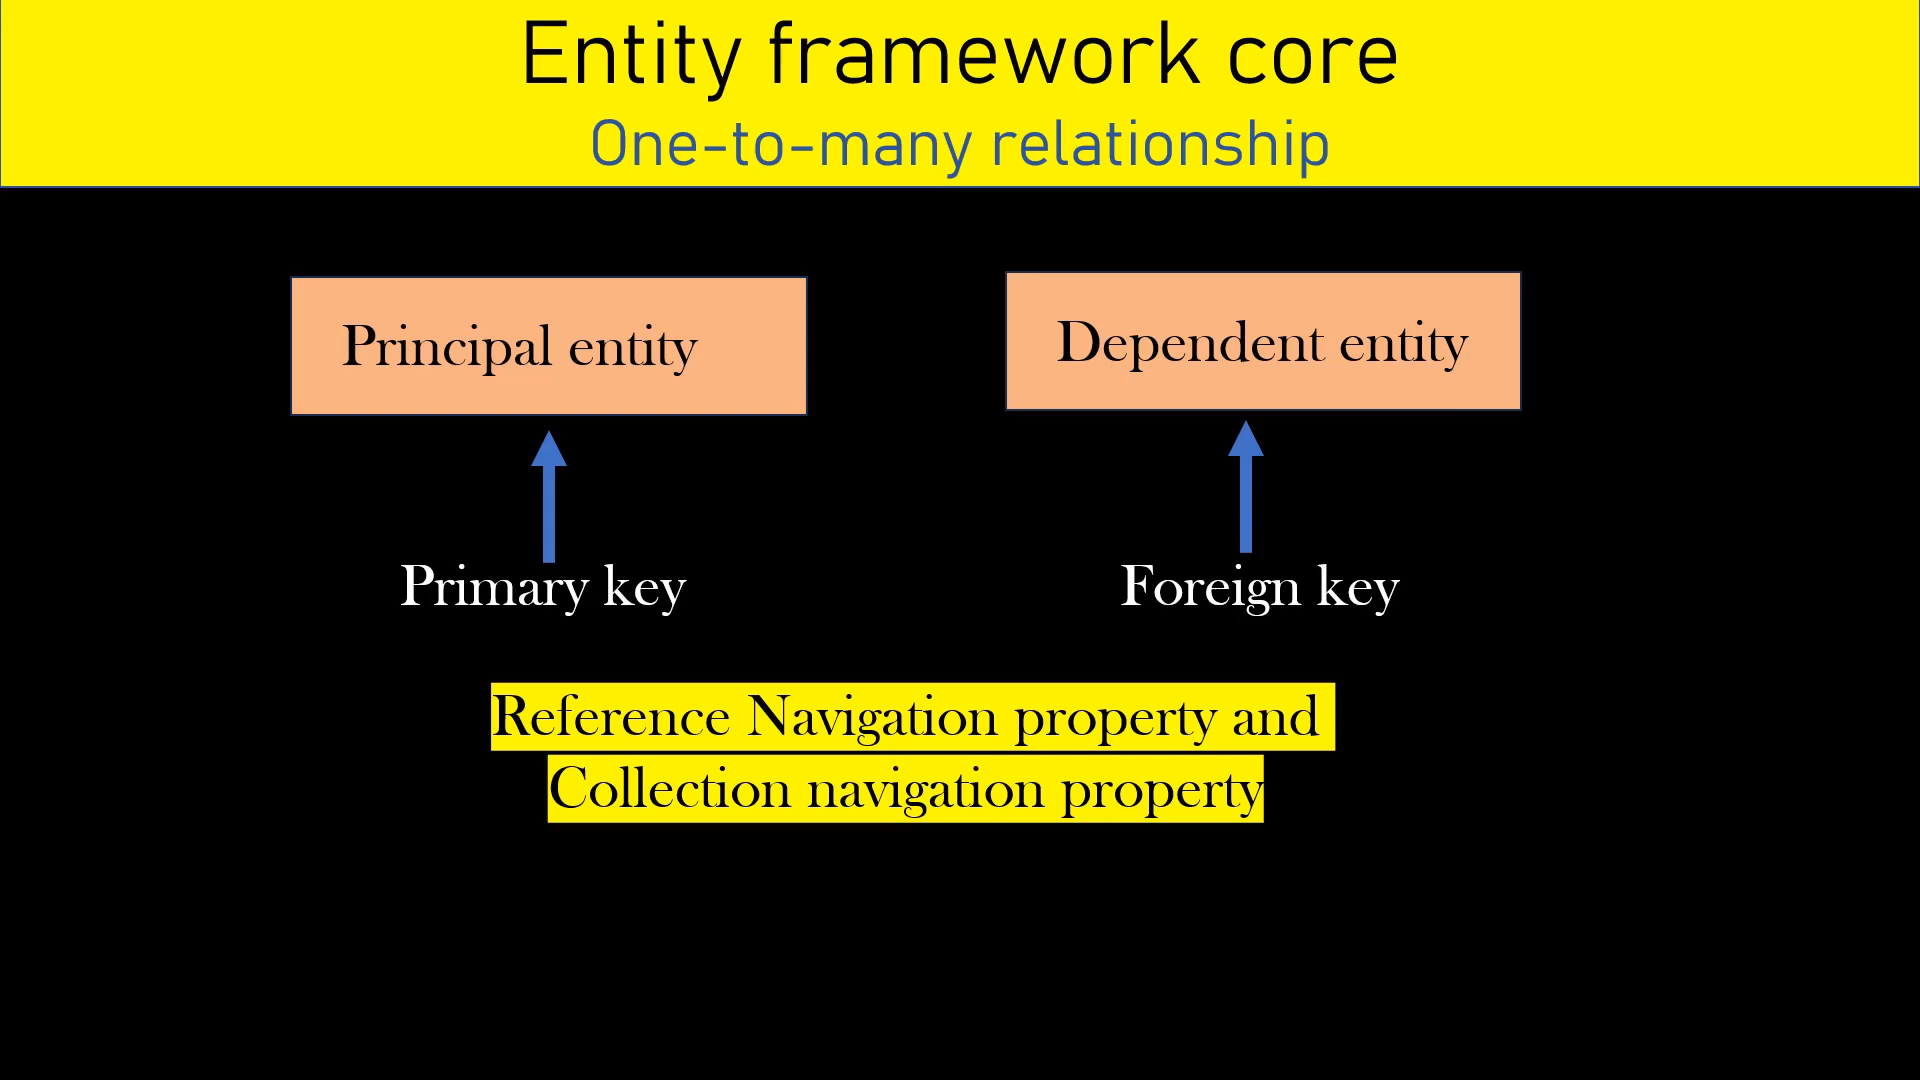 Entity framework core
One-to-many relationship
Principal entity
Dependent entity
Primary key
Foreign key
Reference Navigation property and
Collection navigation property